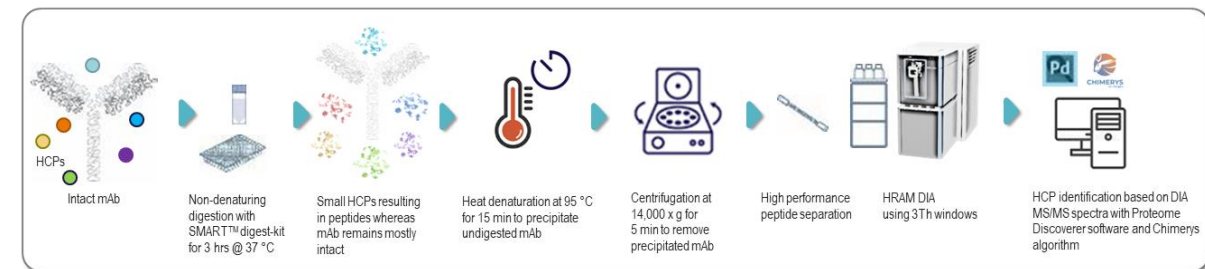 HCPs
Intact mAb
Non-denaturing
digestion with
SMART™ digest-kit
for 3 hrs @ 37 °C
Small HCPs resulting
in peptides whereas
mAb remains mostly
intact
Heat denaturation at 95 °C
for 15 min to precipitate
undigested mAb
Centrifugation at
14,000 x g for
5 min to remove
precipitated mAb
High performance
peptide separation
HRAM DIA
using 3Th windows
Pd
CHIMERYS
HCP identification based on DIA
MS/MS spectra with Proteome
Discoverer software and Chimerys
algorithm